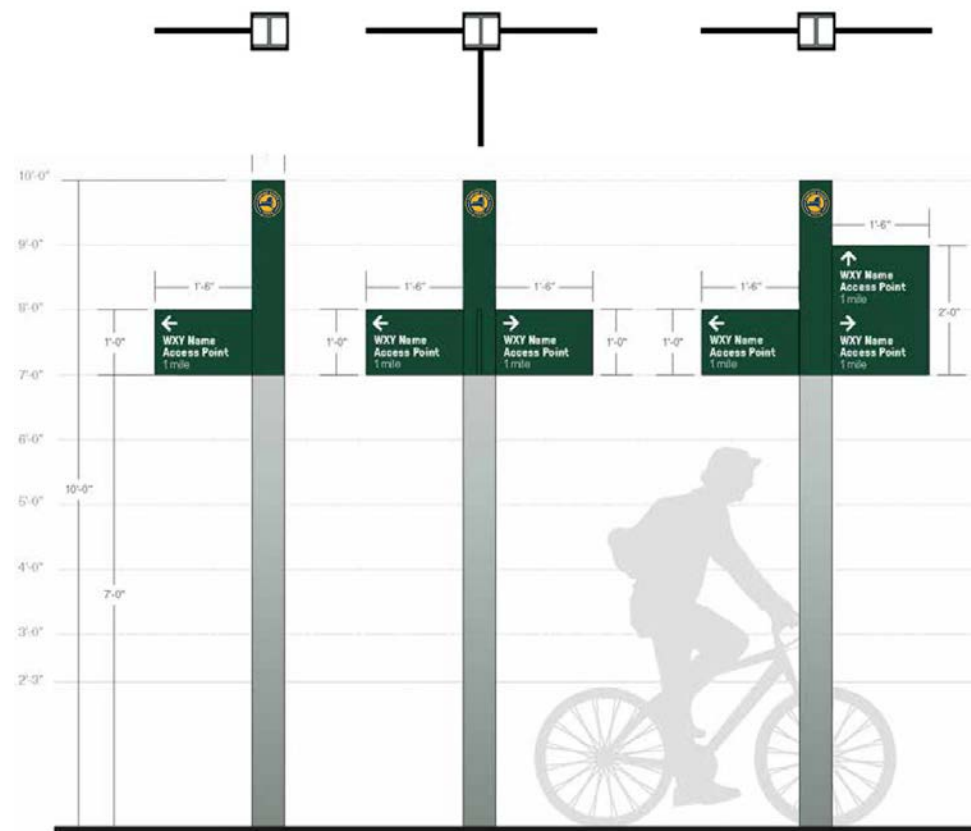 10'-0"
1'-6"
9'-0"
1'-6"
1'-6"
1'-6"
1'-6"
WXY Name
Access Point
1 mile
2'-0"
8'-0"
1'-0"
WXY Name
Access Point
1 mile
1'-0"
WXY Name
Access Point
1 mile
WXY Name
Access Point
1 mile
1'-0"
1'-0"
WXY Name
Access Point
1 mile
WXY Name
Access Point
1 mile
7'-0"
6'-0"
10'-0"
5'-0"
4'-0"
7'-0"
3'-0"
2'-3"